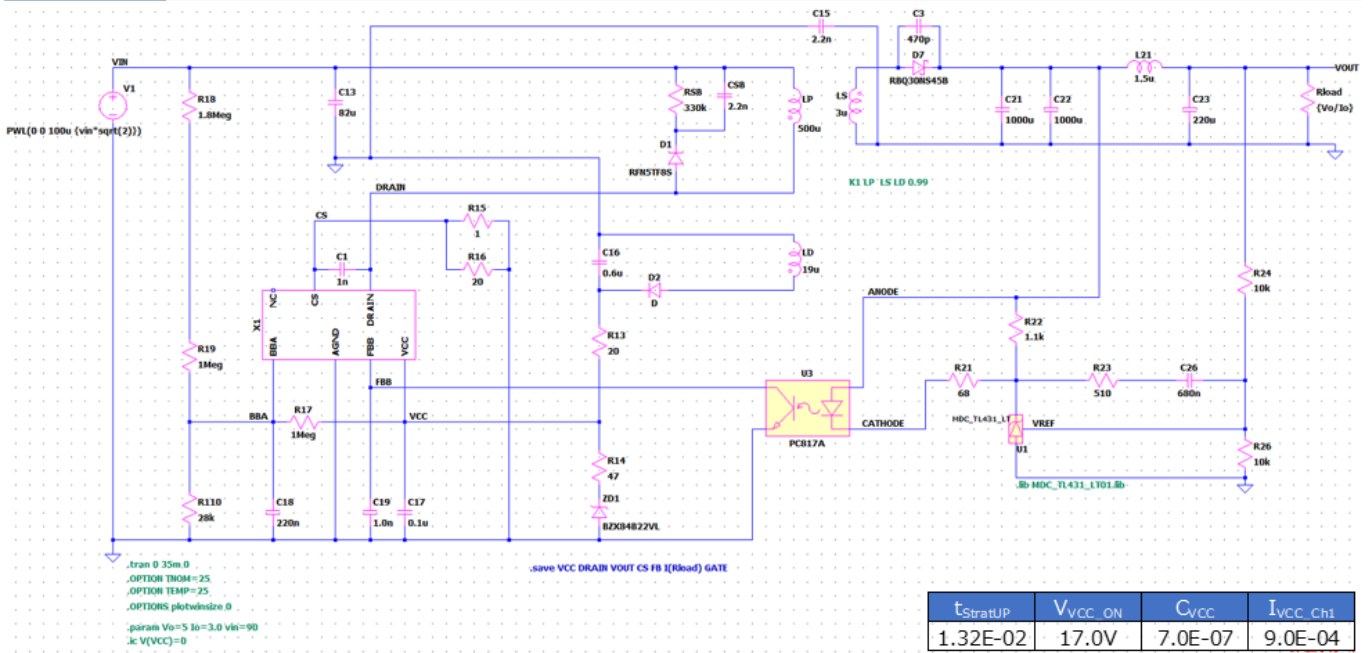 C15
2.2n
C3
470p
D7
RBQ30NS45B
L21
1.5u
VIN
VOUT
V1
PWL(0 0 100u {vin*sqrt(2)})
R18
1.8Meg
C13
82u
RSB
330k
CSB
2.2n
LP
500u
LS
3u
C21
1000u
C22
1000u
C23
220u
Rload
{Vo/Io}
D1
RFN5TF8S
K1 LP LS LD 0.99
DRAIN
CS
R15
1
R16
20
C1
1n
C16
0.6u
D2
D
LD
19u
R24
10k
ANODE
NC
CS
DRAIN
X1
BBA
AGND
FBB
VCC
R19
1Meg
R13
20
R22
1.1k
FBB
U3
PC817A
R21
68
R23
510
C26
680n
CATHODE
MDC_TL431_LT
VREF
U1
R26
10k
.lib MDC_TL431_LT01.lib
BBA
R17
1Meg
VCC
R14
47
R110
28k
C18
220n
C19
1.0n
C17
0.1u
ZD1
BZX84B22VL
.tran 0 35m 0
.OPTION TNOM=25
.OPTION TEMP=25
.OPTIONS plotwinsize 0
.param Vo=5 Io=3.0 vin=90
.ic V(VCC)=0
.save VCC DRAIN VOUT CS FB I(Rload) GATE
tStratUP VVCC_ON CVCC IVCC_Ch1
1.32E-02 17.0V 7.0E-07 9.0E-04